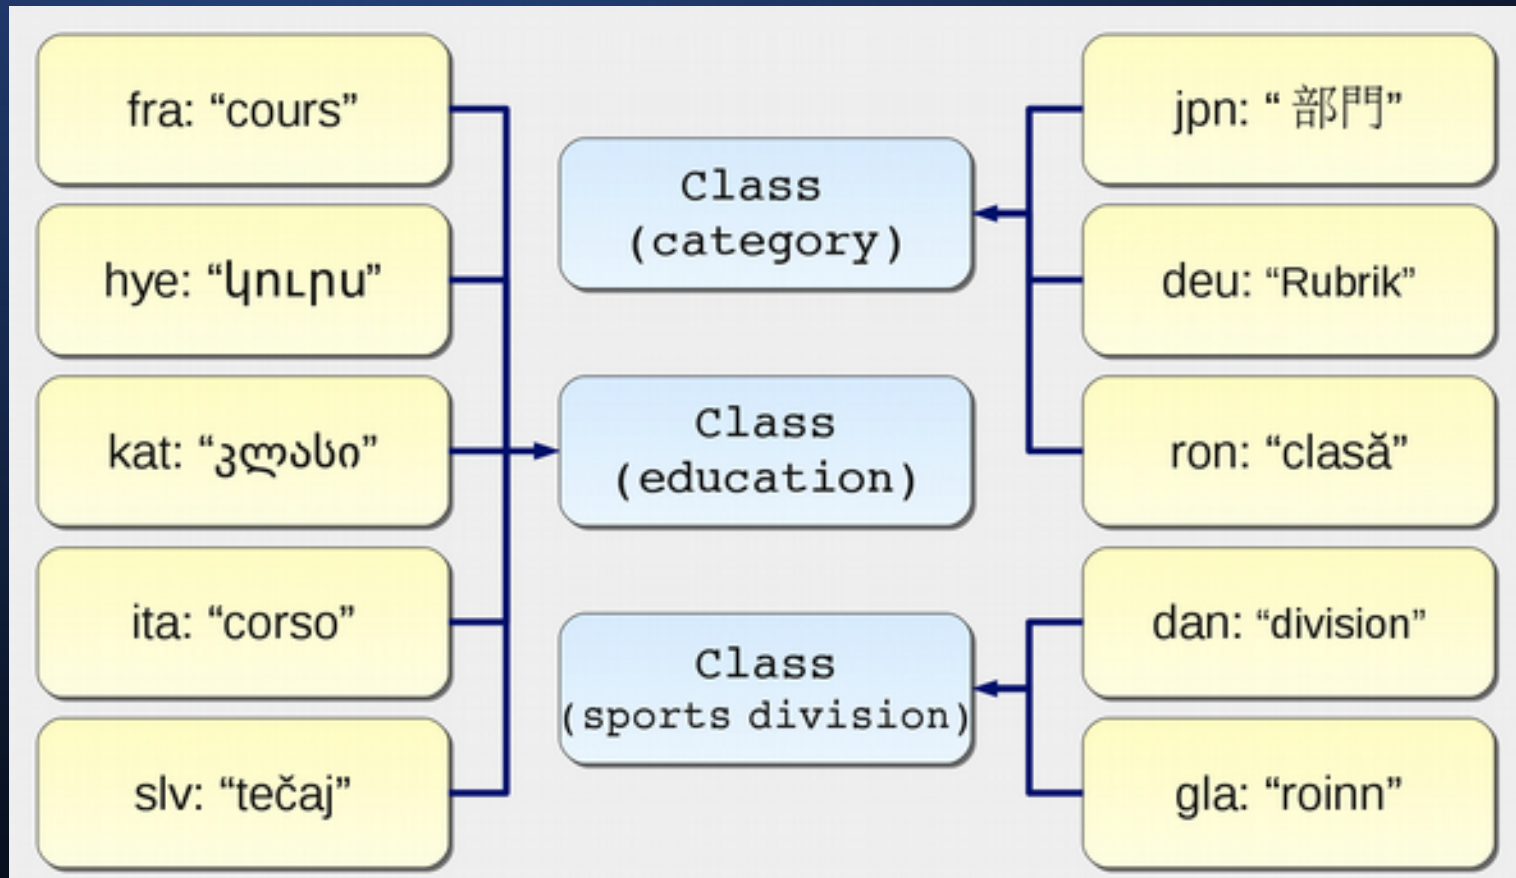 fra: “cours”
hye: “կուրս”
kat: “კლასი”
ita: “corso”
slv: “tečaj”
Class
(category)
Class
(education)
Class
(sports division)
jpn: “ 部門”
deu: “Rubrik”
ron: “clasă”
dan: “division”
gla: “roinn”